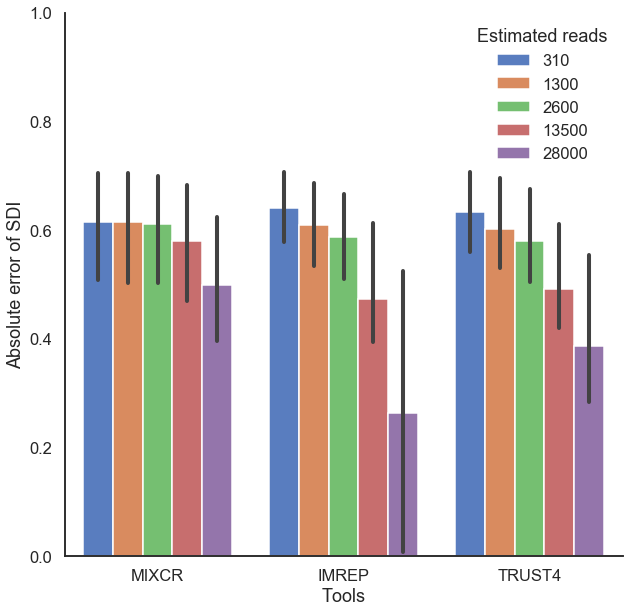 Estimated reads
310
1300
2600
13500
28000
Absolute error of SDI
1.0
0.8
0.6
0.4
0.2
0.0
MIXCR
IMREP
TRUST4
Tools